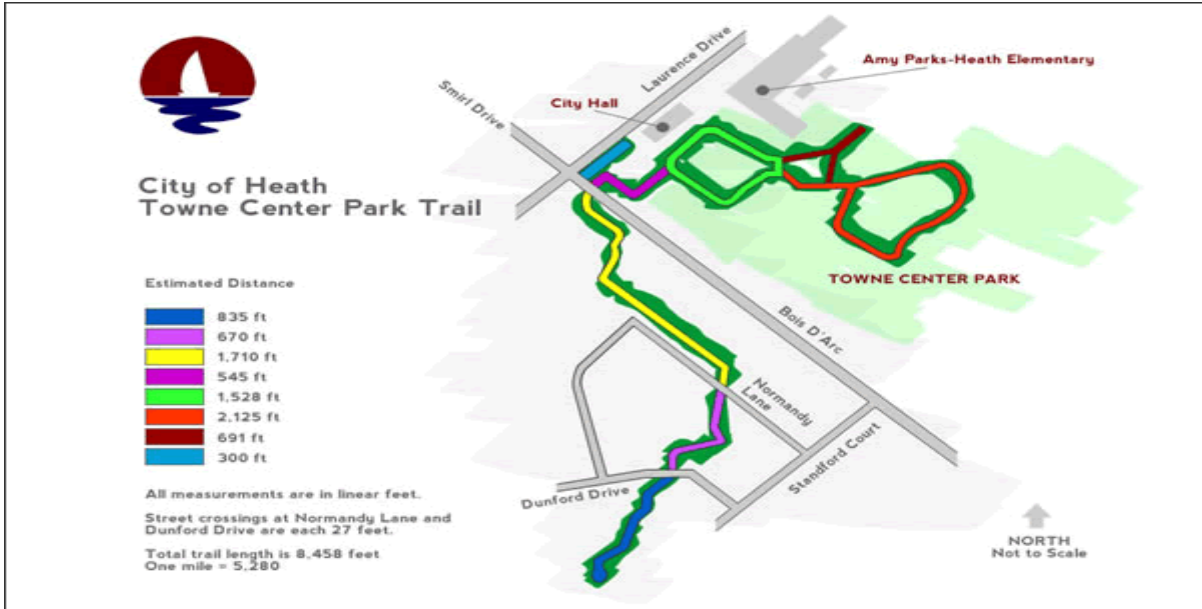 Laurence Drive
Amy Parks-Heath Elementary
Smirl Drive
City Hall
City of Heath
Towne Center Park Trail
TOWNE CENTER PARK
Estimated Distance
835 ft
670 ft
1,710 ft
545 ft
1,528 ft
2,125 ft
691 ft
300 ft
Bois D'Arc
Normandy
Lane
Standford Court
Dunford Drive
All measurements are in linear feet.
Street crossings at Normandy Lane and
Dunford Drive are each 27 feet.
Total trail length is 8,458 feet
One mile = 5,280
NORTH
Not to Scale